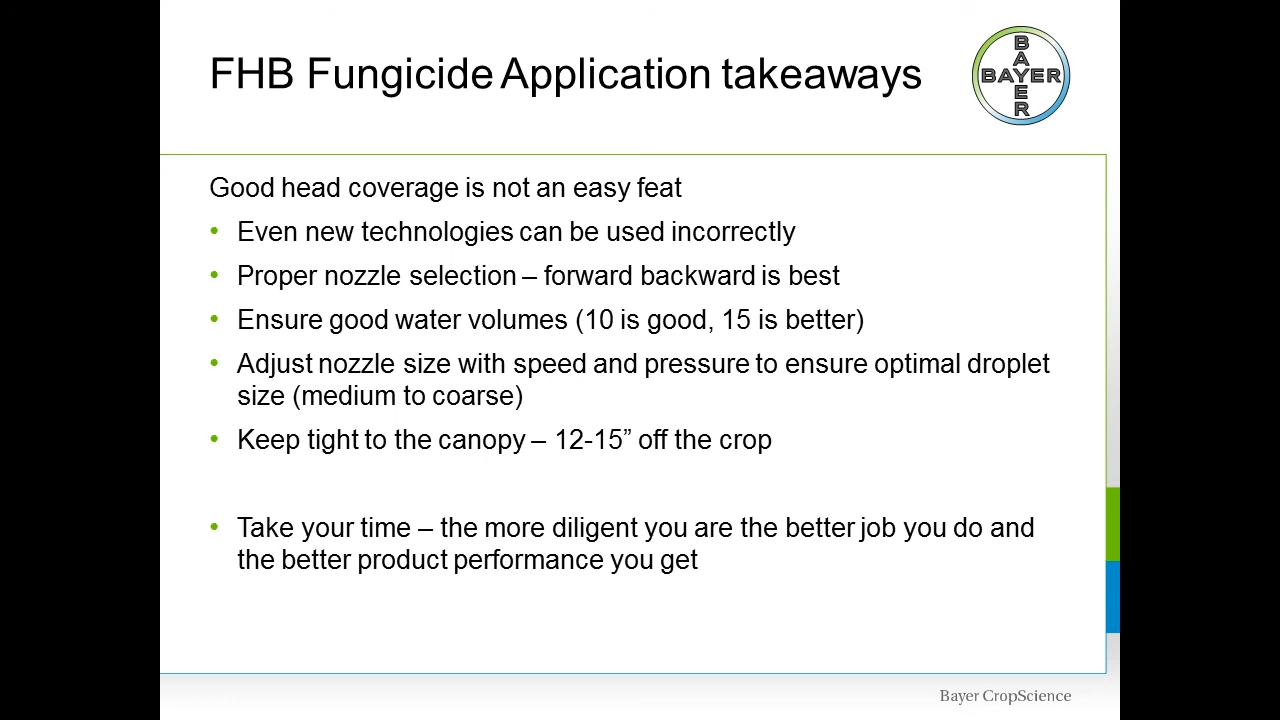 FHB Fungicide Application takeaways
BAYER
BAYER
Good head coverage is not an easy feat
• Even new technologies can be used incorrectly
• Proper nozzle selection – forward backward is best
• Ensure good water volumes (10 is good, 15 is better)
• Adjust nozzle size with speed and pressure to ensure optimal droplet
size (medium to coarse)
• Keep tight to the canopy – 12-15” off the crop
• Take your time – the more diligent you are the better job you do and
the better product performance you get
Bayer CropScience